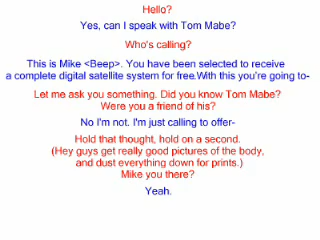 Hello?
Yes, can I speak with Tom Mabe?
Who's calling?
This is Mike <Beep>. You have been selected to receive
a complete digital satellite system for free.With this you're going to-
Let me ask you something. Did you know Tom Mabe?
Were you a friend of his?
No I'm not. I'm just calling to offer-
Hold that thought, hold on a second.
(Hey guys get really good pictures of the body,
and dust everything down for prints.)
Mike you there?
Yeah.